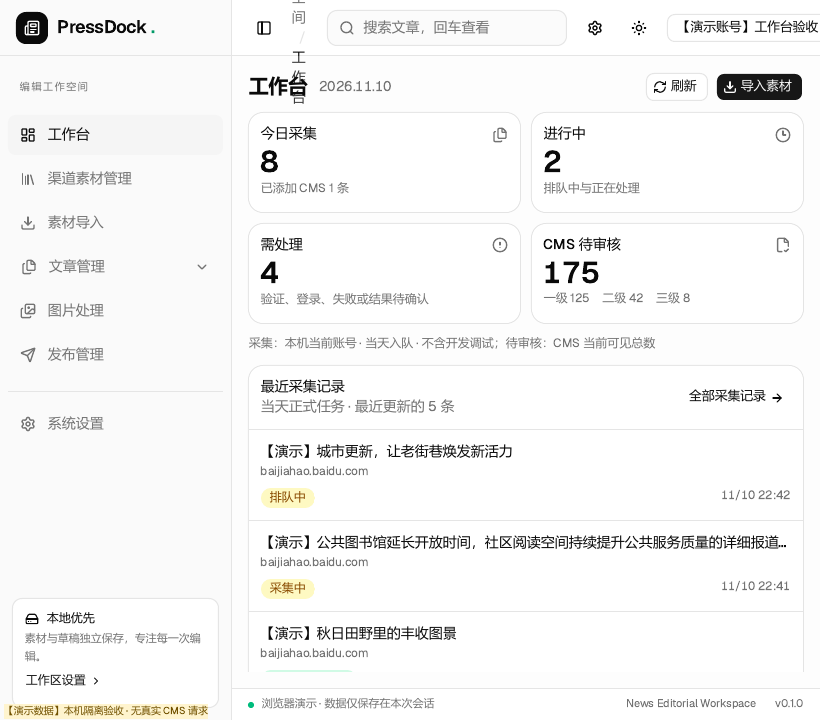 PressDock.
间
/
工
作
台
搜索文章，回车查看
【演示账号】工作台验收
编辑工作空间
工作台
渠道素材管理
素材导入
文章管理
图片处理
发布管理
系统设置
本地优先
素材与草稿独立保存，专注每一次编
辑。
工作区设置
【演示数据】本机隔离验收 · 无真实 CMS 请求
工作台 2026.11.10
刷新
导入素材
今日采集
8
已添加 CMS 1 条
进行中
2
排队中与正在处理
需处理
4
验证、登录、失败或结果待确认
CMS 待审核
175
一级 125 二级 42 三级 8
采集：本机当前账号 · 当天入队 · 不含开发调试；待审核：CMS 当前可见总数
最近采集记录
当天正式任务 · 最近更新的 5 条
全部采集记录
【演示】城市更新，让老街巷焕发新活力
baijiahao.baidu.com
排队中
11/10 22:42
【演示】公共图书馆延长开放时间，社区阅读空间持续提升公共服务质量的详细报道...
baijiahao.baidu.com
采集中
11/10 22:41
【演示】秋日田野里的丰收图景
baijiahao.baidu.com
浏览器演示 · 数据仅保存在本次会话
News Editorial Workspace
v0.1.0